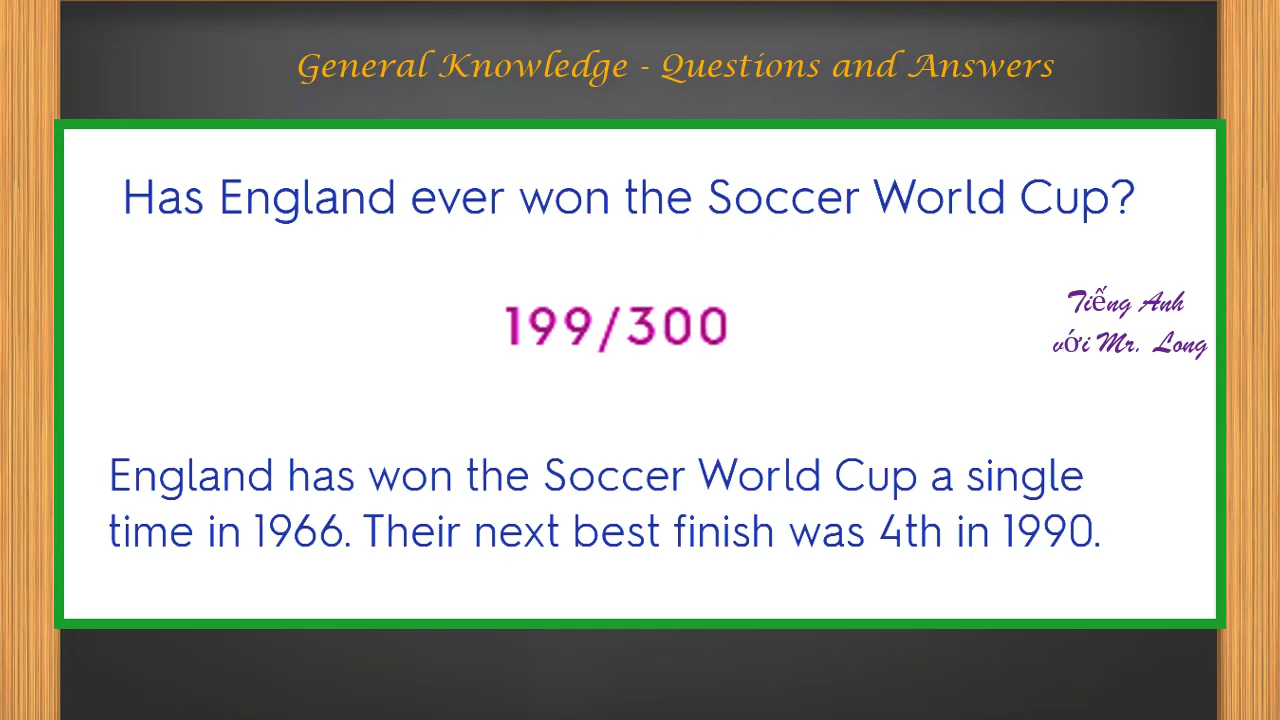 General Knowledge - Questions and Answers
Has England ever won the Soccer World Cup?
199/300
Tiếng Anh
với Mr. Long
England has won the Soccer World Cup a single
time in 1966. Their next best finish was 4th in 1990.